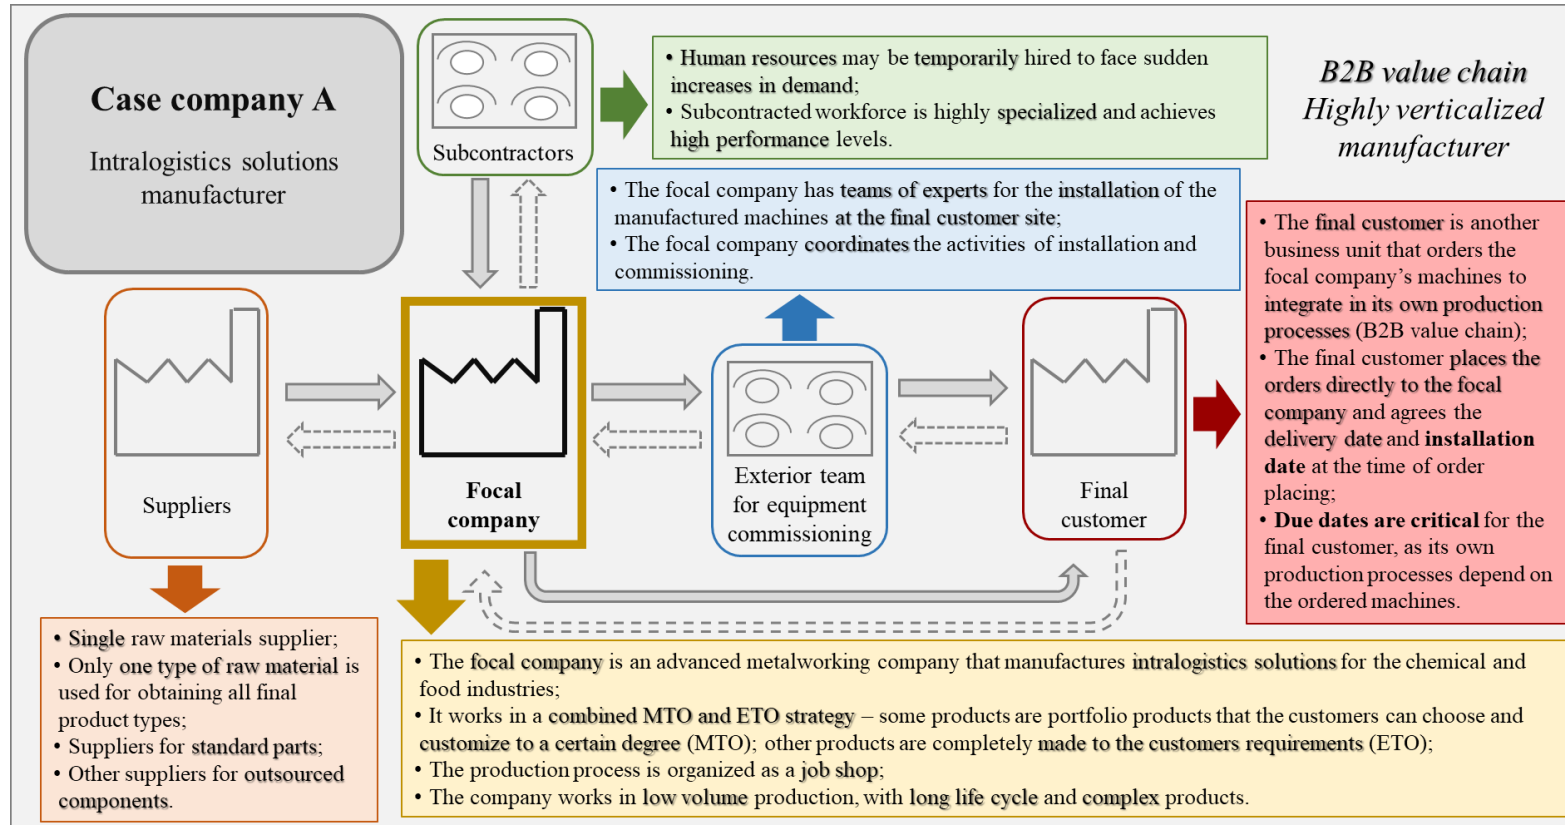 Case company A
Intralogistics solutions
manufacturer
Subcontractors
• Human resources may be temporarily hired to face sudden
increases in demand;
• Subcontracted workforce is highly specialized and achieves
high performance levels.
B2B value chain
Highly verticalized
manufacturer
• The focal company has teams of experts for the installation of the
manufactured machines at the final customer site;
• The focal company coordinates the activities of installation and
commissioning.
• The final customer is another
business unit that orders the
focal company’s machines to
integrate in its own production
processes (B2B value chain);
• The final customer places the
orders directly to the focal
company and agrees the
delivery date and installation
date at the time of order
placing;
• Due dates are critical for the
final customer, as its own
production processes depend on
the ordered machines.
Suppliers
Focal
company
Exterior team
for equipment
commissioning
Final
customer
• Single raw materials supplier;
• Only one type of raw material is
used for obtaining all final
product types;
• Suppliers for standard parts;
• Other suppliers for outsourced
components.
• The focal company is an advanced metalworking company that manufactures intralogistics solutions for the chemical and
food industries;
• It works in a combined MTO and ETO strategy – some products are portfolio products that the customers can choose and
customize to a certain degree (MTO); other products are completely made to the customers requirements (ETO);
• The production process is organized as a job shop;
• The company works in low volume production, with long life cycle and complex products.